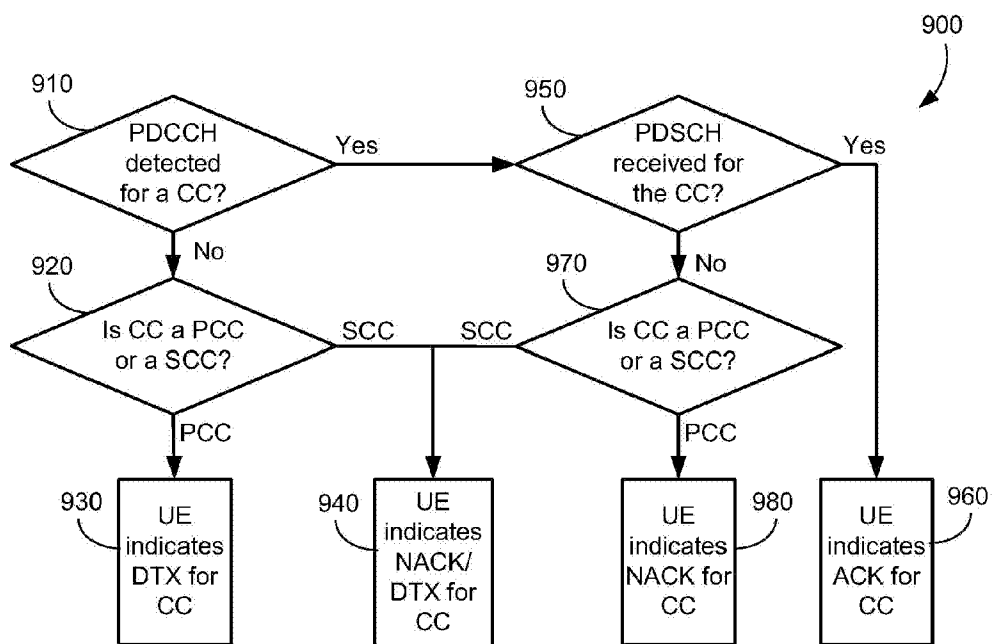 900
910
PDCCH
detected
for a CC?
Yes
950
PDSCH
received for
the CC?
Yes
No
920
Is CC a PCC
or a SCC?
SCC
PCC
No
970
Is CC a PCC
or a SCC?
SCC
PCC
930
UE
indicates
DTX for
CC
940
UE
indicates
NACK/
DTX for
CC
980
UE
indicates
NACK for
CC
960
UE
indicates
ACK for
CC